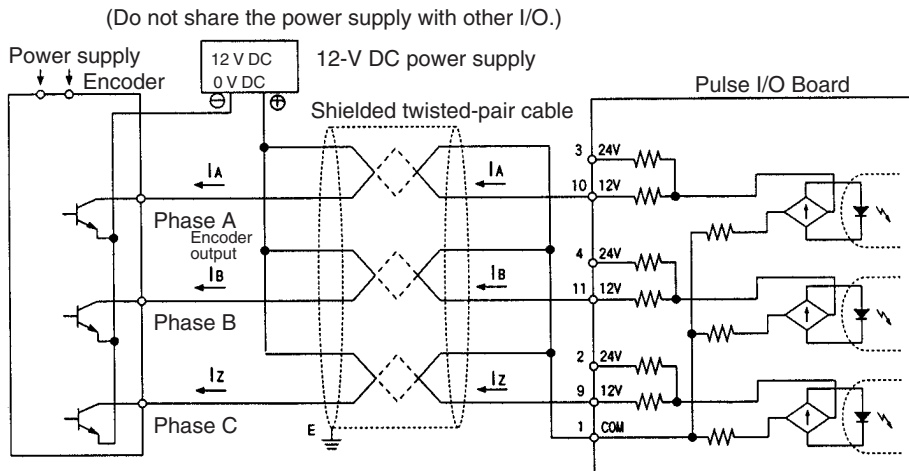 (Do not share the power supply with other I/O.)
Power supply
Encoder
12 V DC
0 V DC
12-V DC power supply
Shielded twisted-pair cable
Pulse I/O Board
3 24V
IA
IA
10 12V
Phase A
Encoder
output
4 24V
IB
IB
11 12V
Phase B
2 24V
IZ
IZ
9 12V
Phase C
E
1 COM